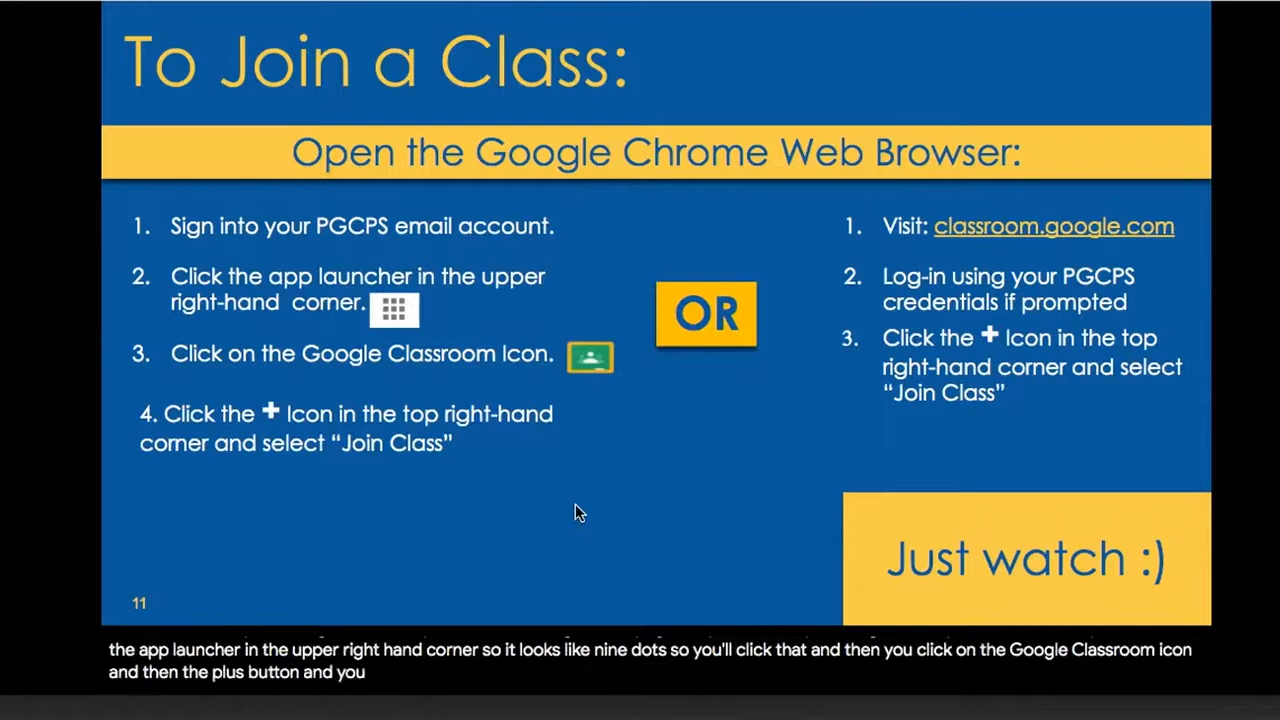 To Join a Class:
Open the Google Chrome Web Browser:
1. Sign into your PGCPS email account.
2. Click the app launcher in the upper
right-hand corner.
3. Click on the Google Classroom Icon.
4. Click the + Icon in the top right-hand
corner and select “Join Class”
OR
1. Visit: classroom.google.com
2. Log-in using your PGCPS
credentials if prompted
3. Click the + Icon in the top
right-hand corner and select
“Join Class”
Just watch :)
11
the app launcher in the upper right hand corner so it looks like nine dots so you'll click that and then you click on the Google Classroom icon
and then the plus button and you